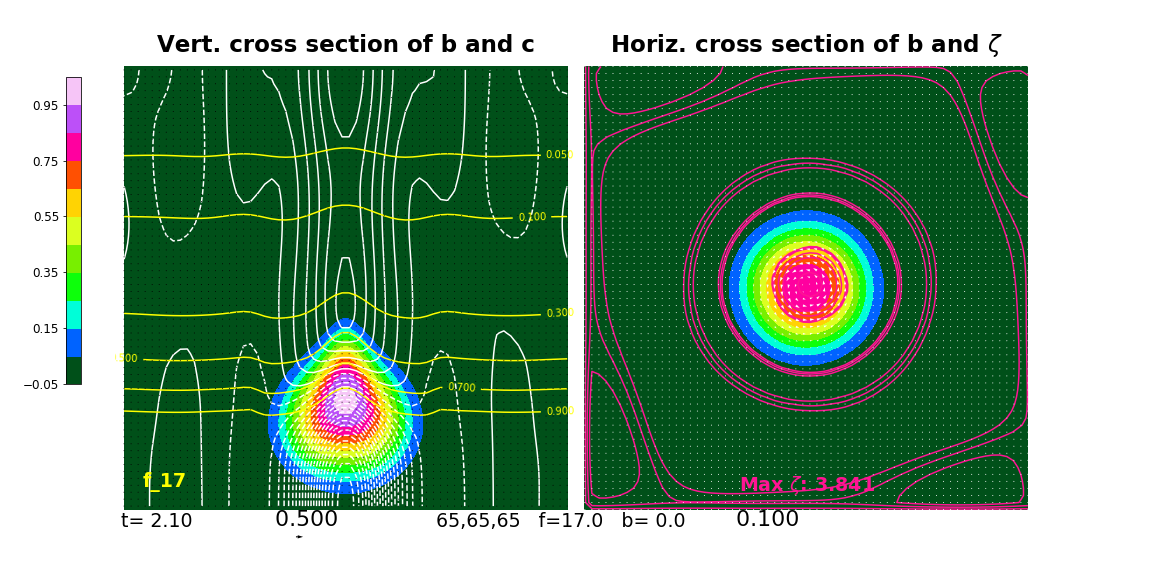 Vert. cross section of b and c
Horiz. cross section of b and ζ
0.95
0.75
0.55
0.35
0.15
−0.05
0.050
0.100
0.300
.500
0.700
0.900
f_17
Max ζ: 3.841
t= 2.10
0.500
65,65,65
f=17.0
b= 0.0
0.100